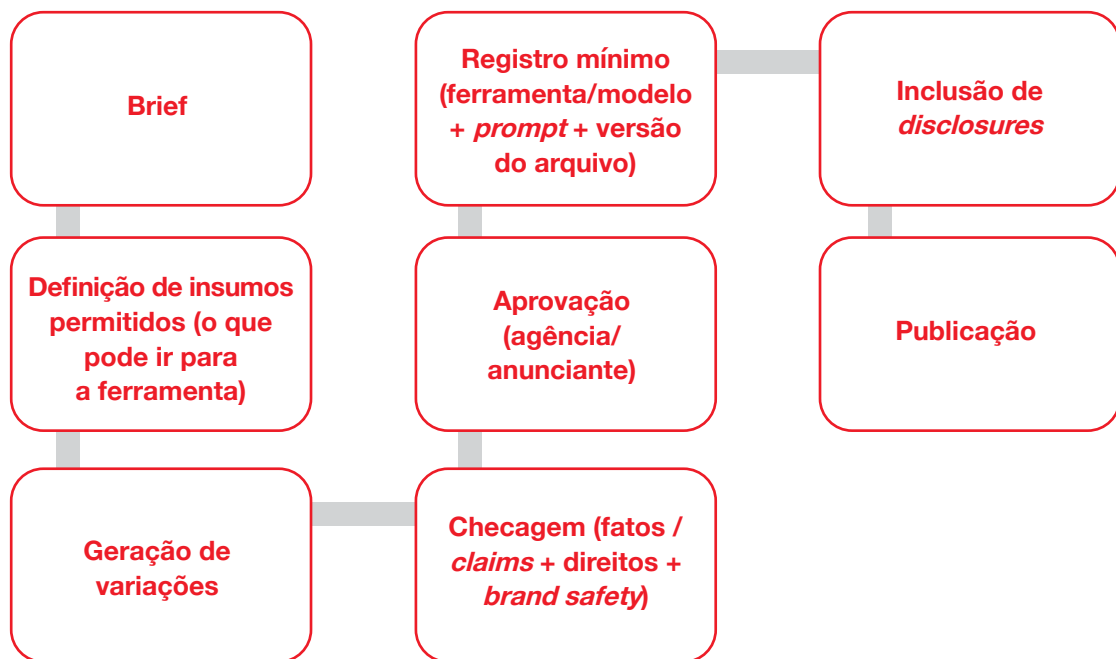 Brief
Definição de insumos
permitidos (o que
pode ir para
a ferramenta)
Geração de
variações
Checagem (fatos /
claims + direitos +
brand safety)
Aprovação
(agência/
anunciante)
Registro mínimo
(ferramenta/modelo
+ prompt + versão
do arquivo)
Inclusão de
disclosures
Publicação